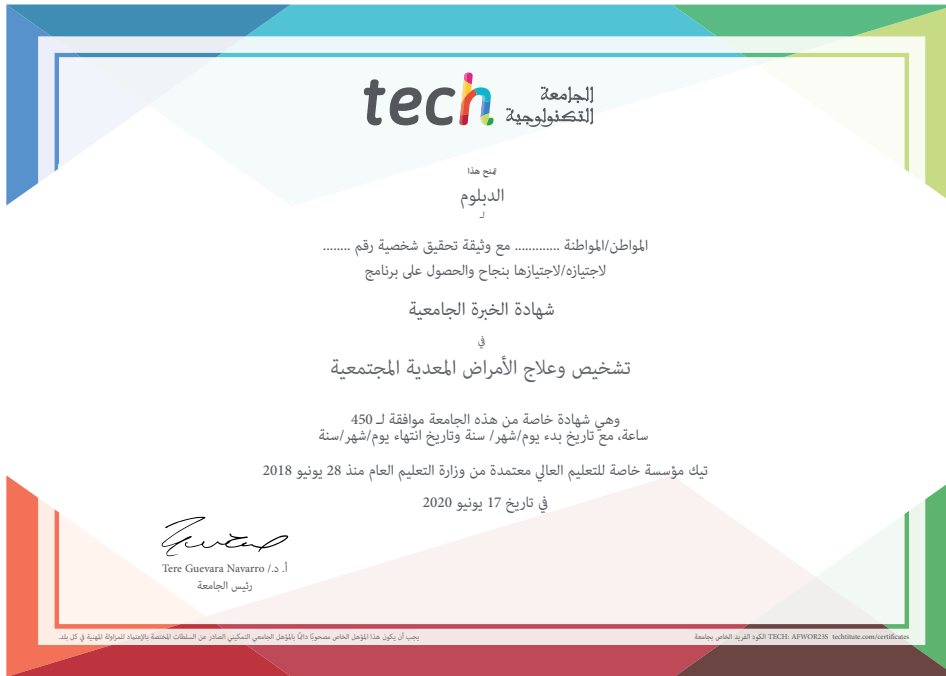 tech الجامعة
التكنولوجية
يمنح هذا
الدبلوم
لـ
المواطن/المواطنة ............ مع وثيقة تحقيق شخصية رقم ........
لاجتيازه/لاجتيازها بنجاح والحصول على برنامج
شهادة الخبرة الجامعية
في
تشخيص وعلاج الأمراض المعدية المجتمعية
وهي شهادة خاصة من هذه الجامعة موافقة لـ 450
ساعة، مع تاريخ بدء يوم/شهر/ سنة وتاريخ انتهاء يوم/شهر/سنة
تيك مؤسسة خاصة للتعليم العالي معتمدة من وزارة التعليم العام منذ 28 يونيو 2018
في تاريخ 17 يونيو 2020
أ. د./ Tere Guevara Navarro
رئيس الجامعة
يجب أن يكون هذا المؤهل الخاص مصحوبًا دائمًا بالمؤهل الجامعي التمكيني الصادر عن السلطات المختصة بالإعتماد للمزاولة المهنية في كل بلد.
الكود الفريد الخاص بجامعة TECH: AFWOR23S techtitute.com/certificates